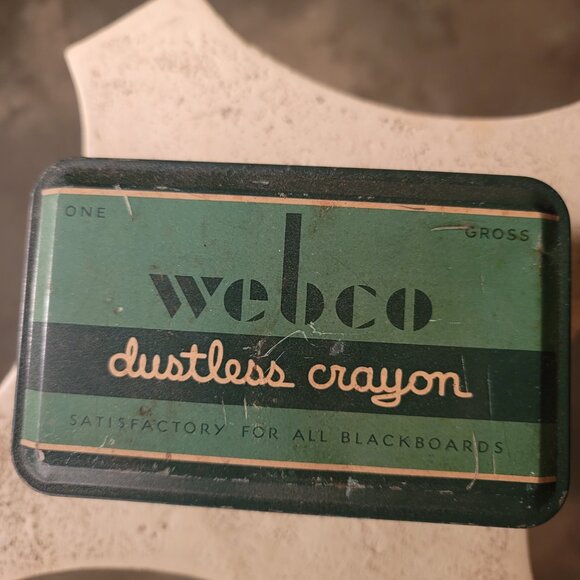 ONE GROSS
webco
dustless crayon
SATISFACTORY FOR ALL BLACKBOARDS